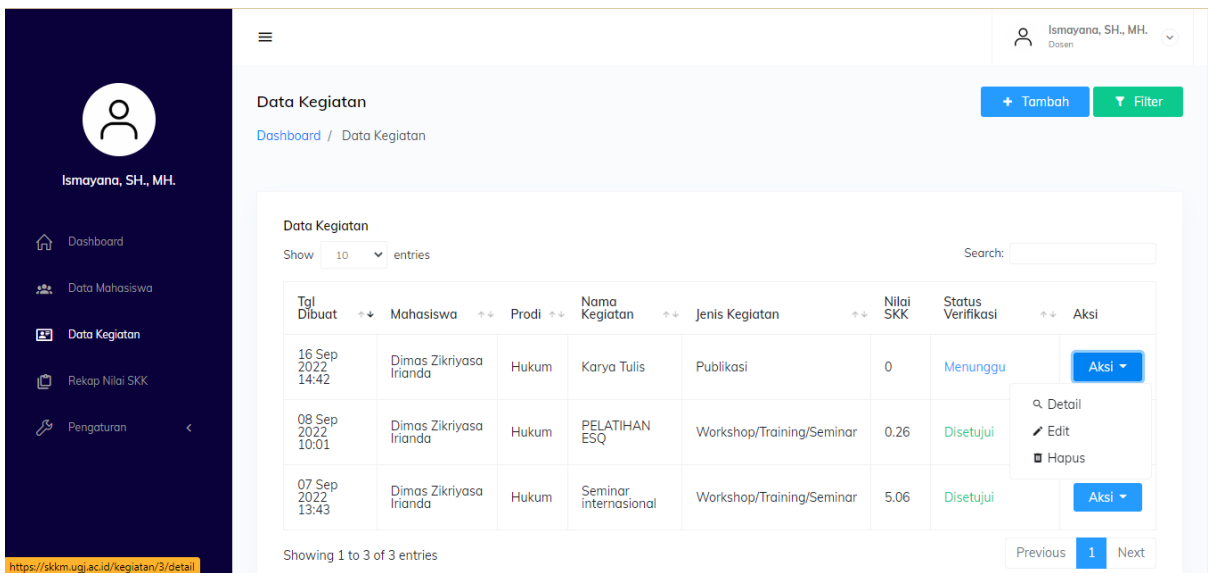 Ismayana, SH., MH.
Dosen
Ismayana, SH., MH.
Dashboard
Data Mahasiswa
Data Kegiatan
Rekap Nilai SKK
Pengaturan
https://skkm.ugj.ac.id/kegiatan/3/detail
Data Kegiatan
+ Tambah
Filter
Dashboard / Data Kegiatan
Data Kegiatan
Show 10 entries
Search:
Tgl Dibuat Mahasiswa Prodi Nama Kegiatan Jenis Kegiatan Nilai SKK Status Verifikasi Aksi
16 Sep 2022 14:42 Dimas Zikriyasa Irianda Hukum Karya Tulis Publikasi 0 Menunggu Aksi
Detail
Edit
Hapus
08 Sep 2022 10:01 Dimas Zikriyasa Irianda Hukum PELATIHAN ESQ Workshop/Training/Seminar 0.26 Disetujui
07 Sep 2022 13:43 Dimas Zikriyasa Irianda Hukum Seminar internasional Workshop/Training/Seminar 5.06 Disetujui Aksi
Showing 1 to 3 of 3 entries
Previous 1 Next